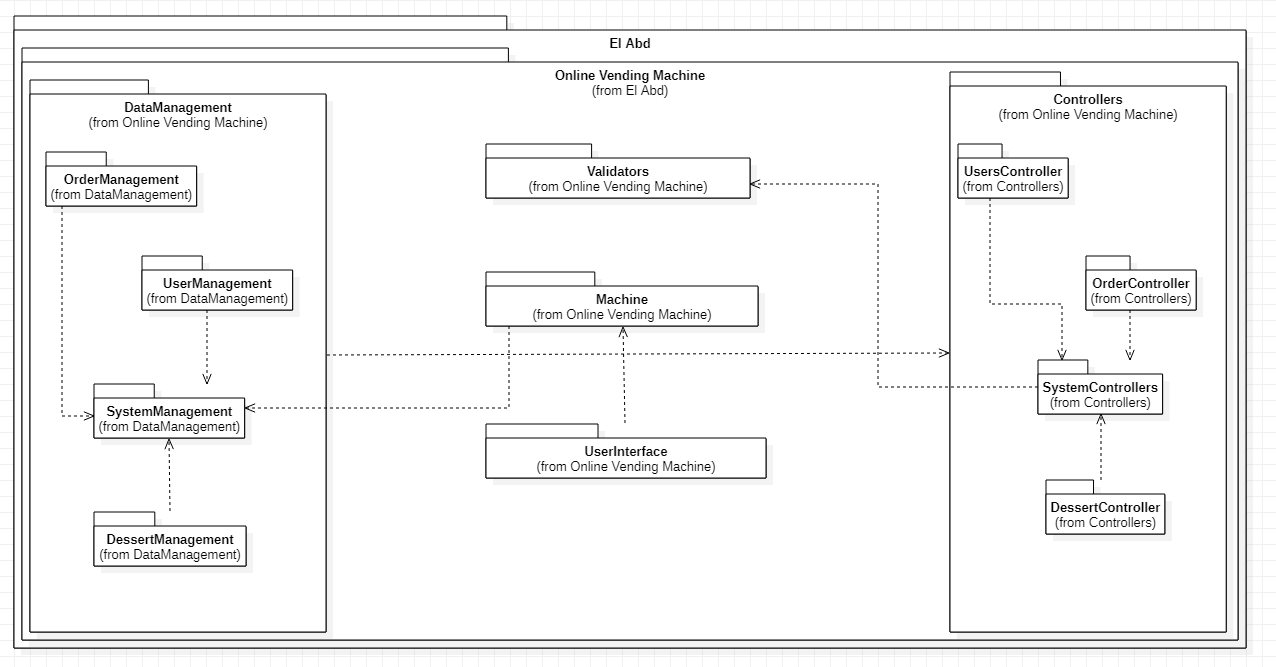 El Abd
Online Vending Machine
(from El Abd)
DataManagement
(from Online Vending Machine)
OrderManagement
(from DataManagement)
UserManagement
(from DataManagement)
SystemManagement
(from DataManagement)
DessertManagement
(from DataManagement)
Validators
(from Online Vending Machine)
Machine
(from Online Vending Machine)
UserInterface
(from Online Vending Machine)
Controllers
(from Online Vending Machine)
UsersController
(from Controllers)
OrderController
(from Controllers)
SystemControllers
(from Controllers)
DessertController
(from Controllers)